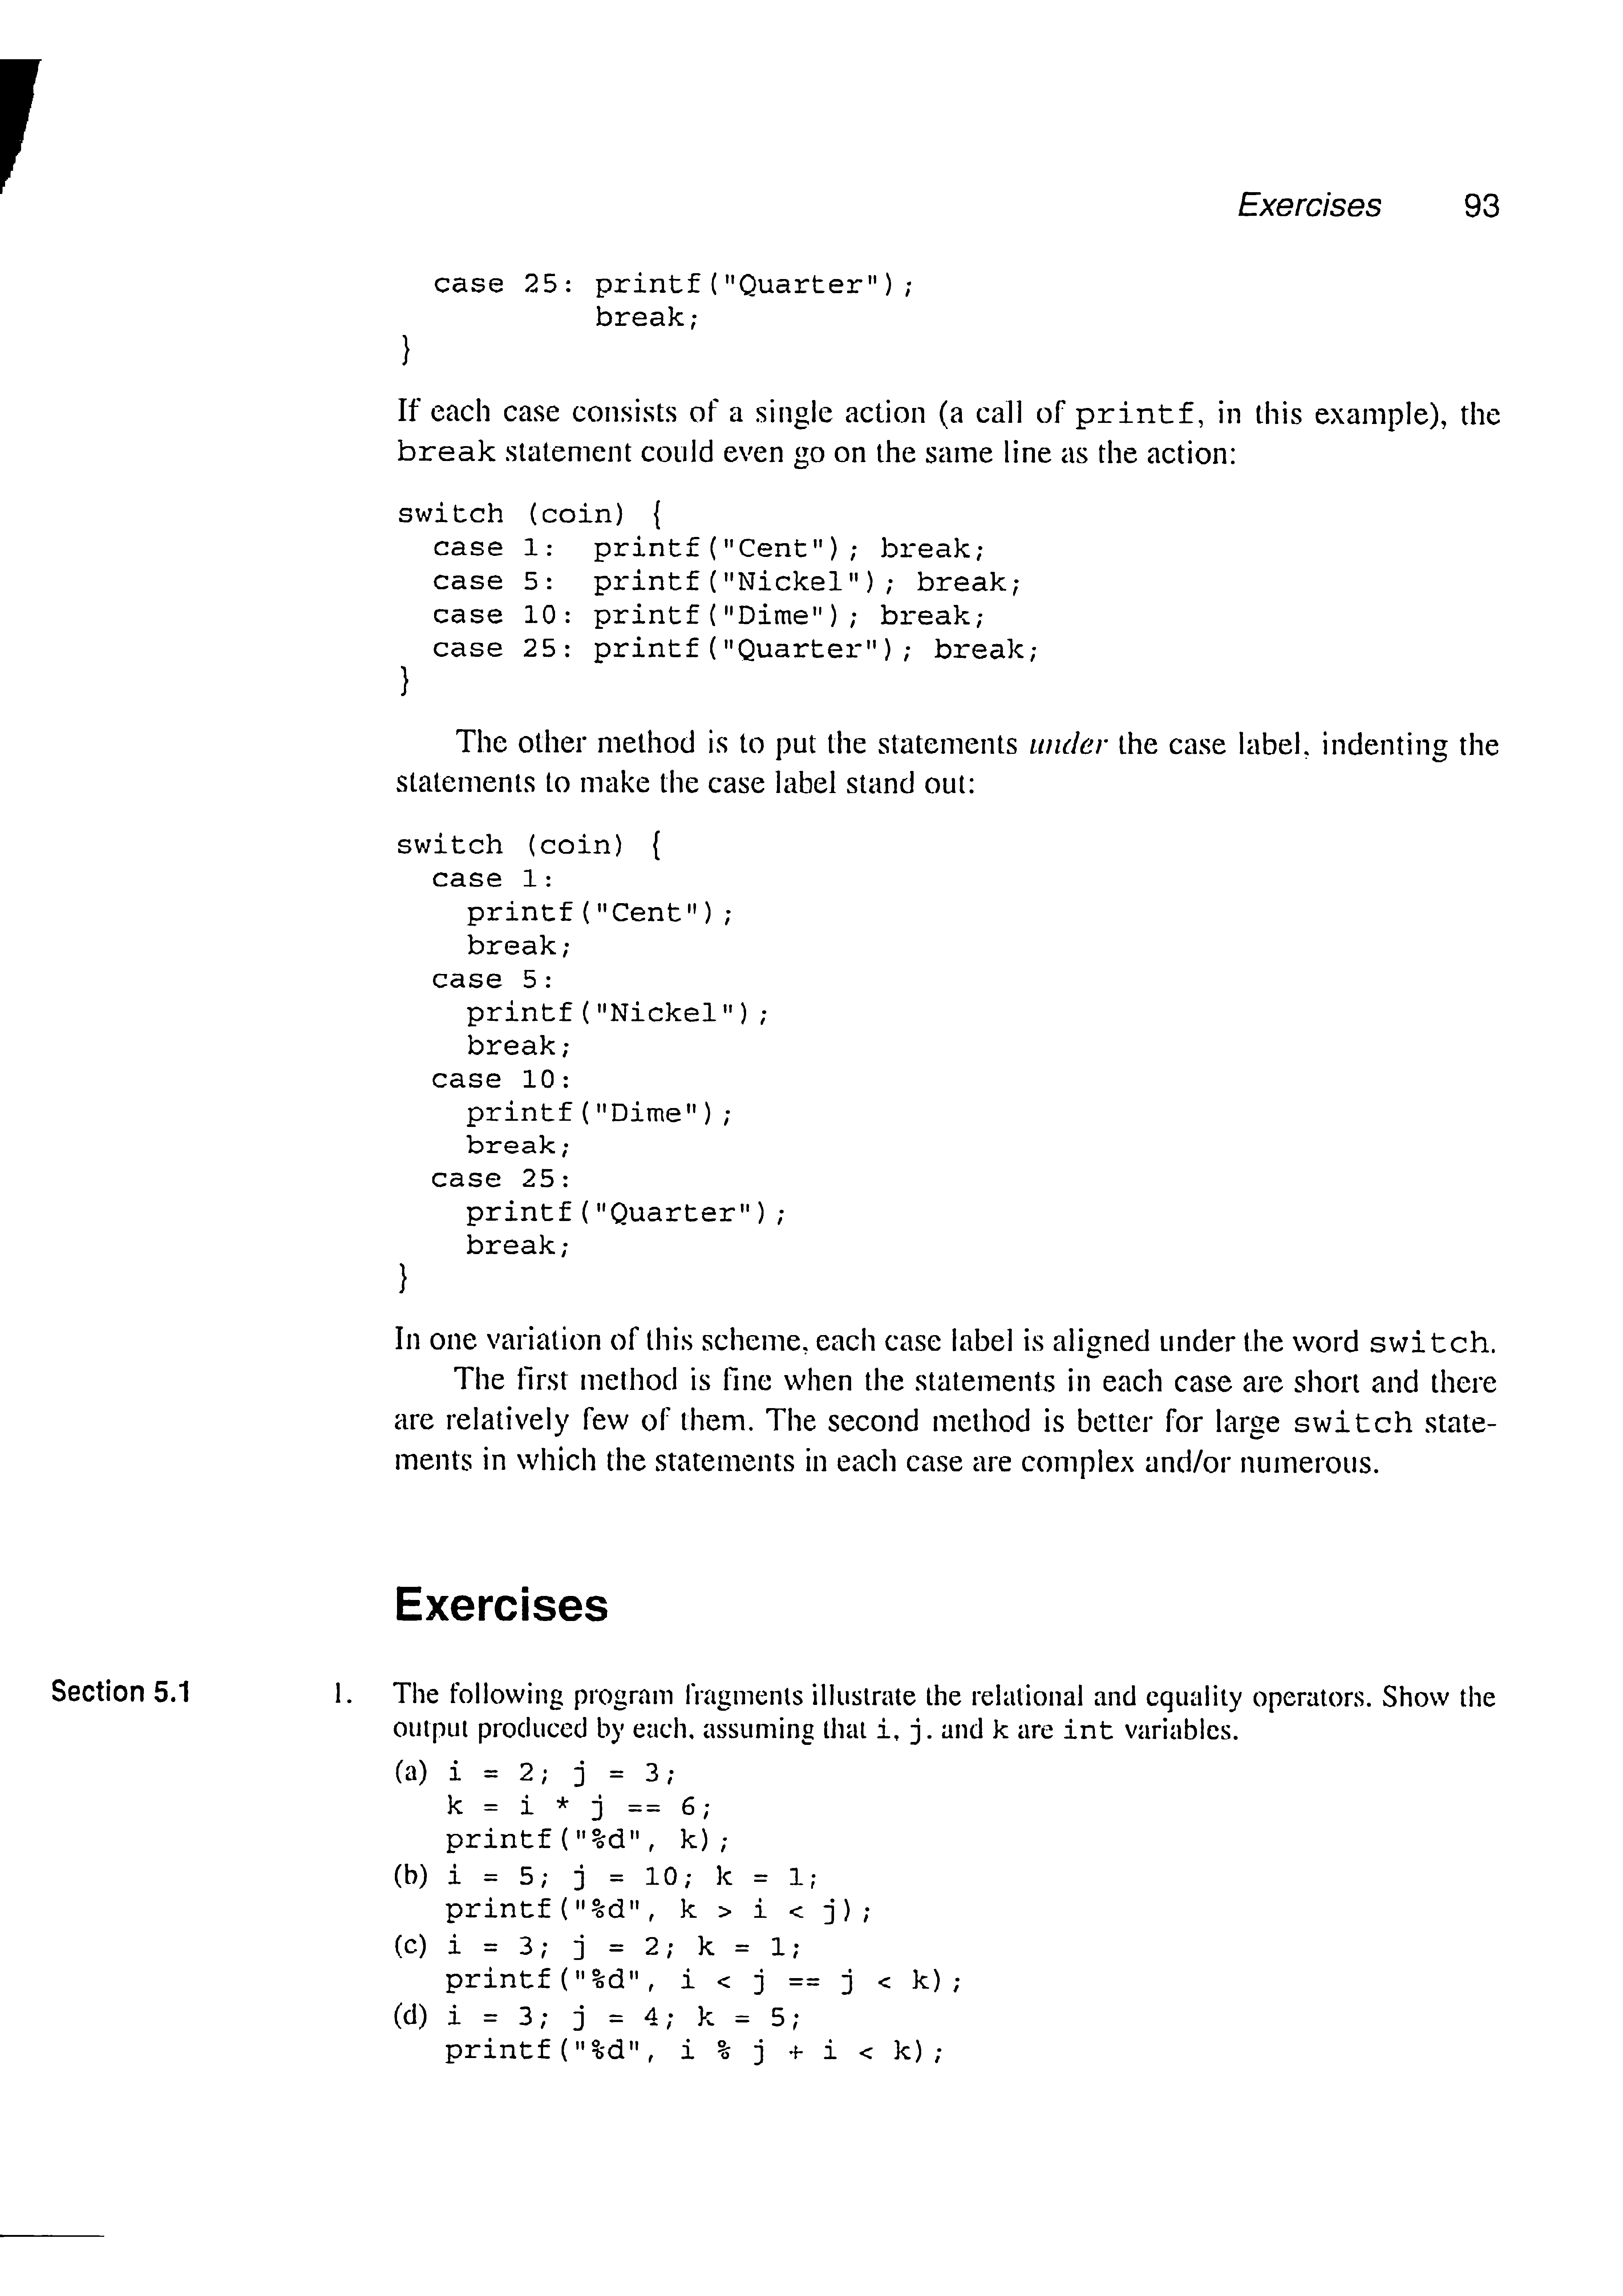 Exercises 93
case 25: printf("Quarter");
break;
}
If each case consists of a single action (a call of printf, in this example), the
break statement could even go on the same line as the action:
switch (coin) {
case 1: printf("Cent"); break;
case 5: printf("Nickel"); break;
case 10: printf("Dime"); break;
case 25: printf("Quarter"); break;
}
The other method is to put the statements under the case label, indenting the
statements to make the case label stand out:
switch (coin) {
case 1:
printf("Cent");
break;
case 5:
printf("Nickel");
break;
case 10:
printf("Dime");
break;
case 25:
printf("Quarter");
break;
}
In one variation of this scheme, each case label is aligned under the word switch.
The first method is fine when the statements in each case are short and there
are relatively few of them. The second method is better for large switch state-
ments in which the statements in each case are complex and/or numerous.
Exercises
Section 5.1 1. The following program fragments illustrate the relational and equality operators. Show the
output produced by each, assuming that i, j, and k are int variables.
(a) i = 2; j = 3;
k = i * j == 6;
printf("%d", k);
(b) i = 5; j = 10; k = 1;
printf("%d", k > i < j);
(c) i = 3; j = 2; k = 1;
printf("%d", i < j == j < k);
(d) i = 3; j = 4; k = 5;
printf("%d", i % j + i < k);